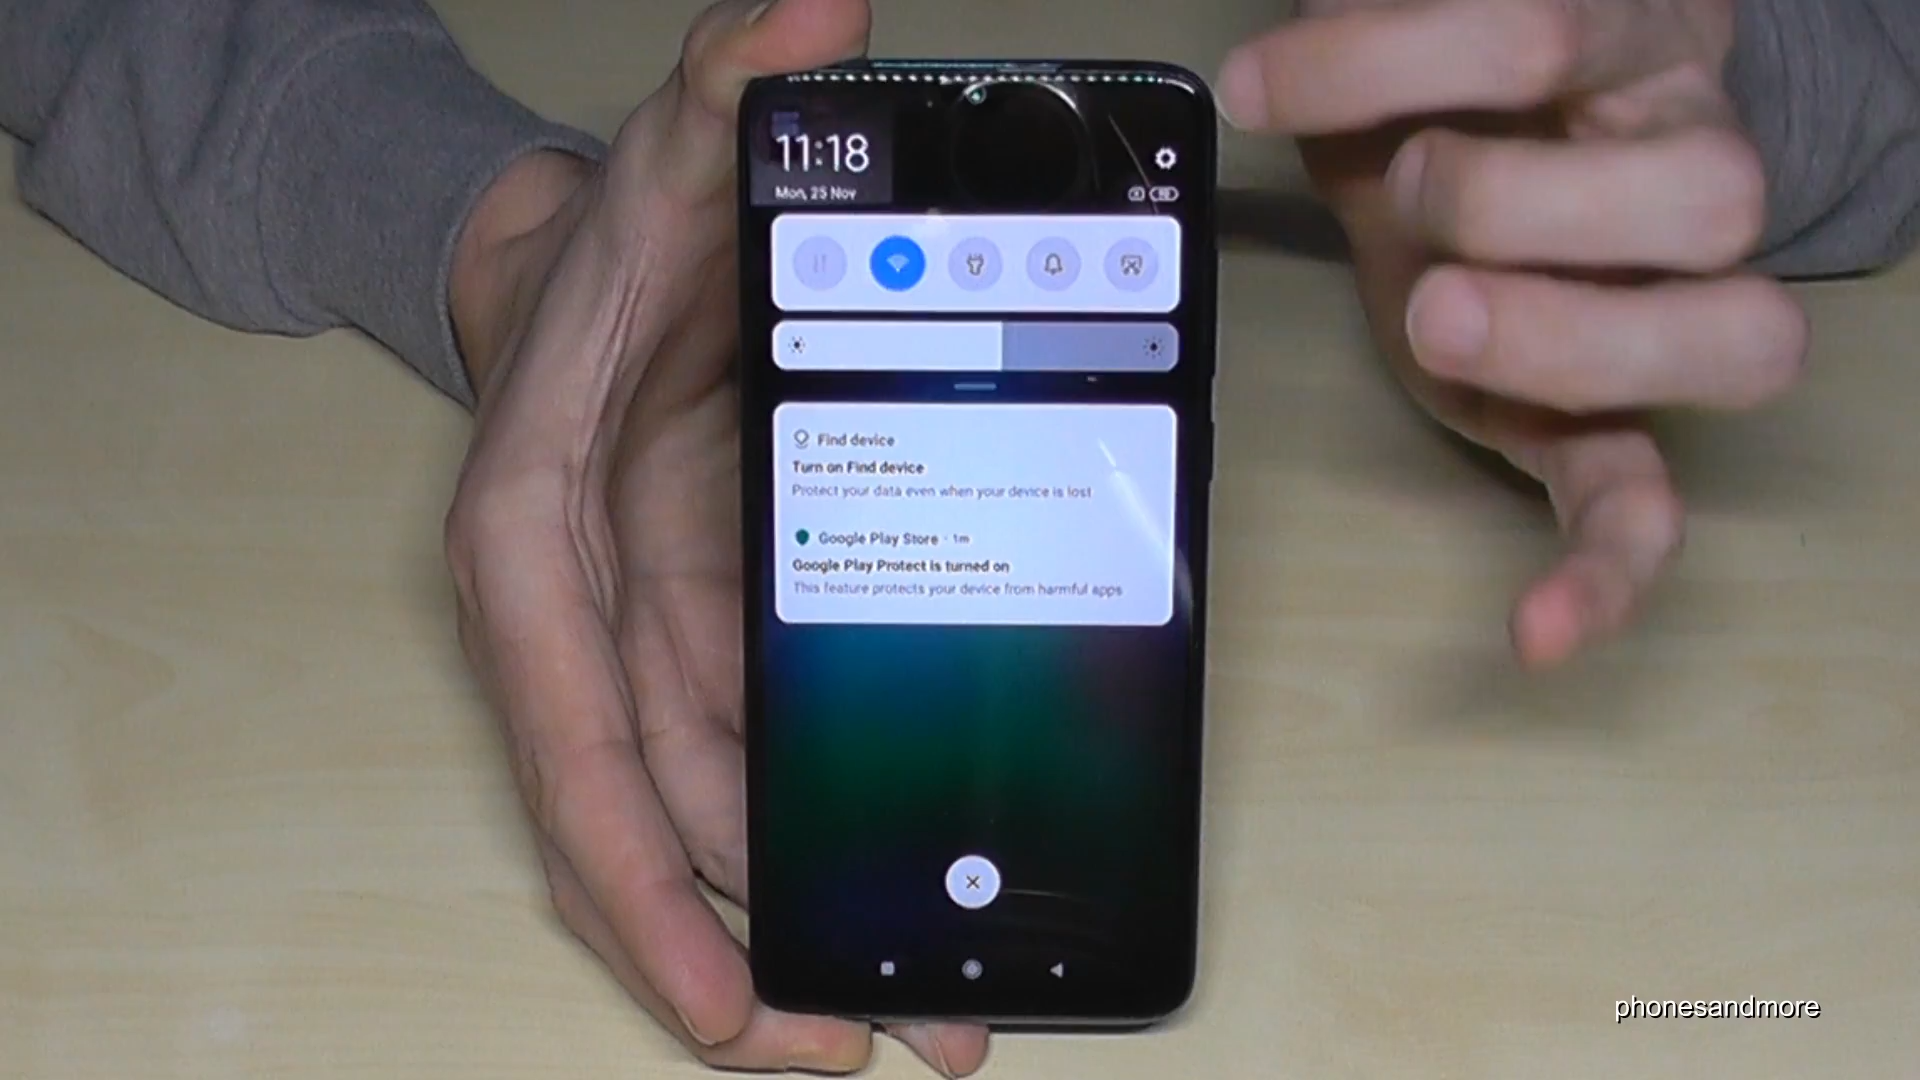 11:18
Mon, 25 Nov
Find device
Turn on Find device
Protect your data even when your device is lost
Google Play Store · 1m
Google Play Protect is turned on
This feature protects your device from harmful apps
phonesandmore